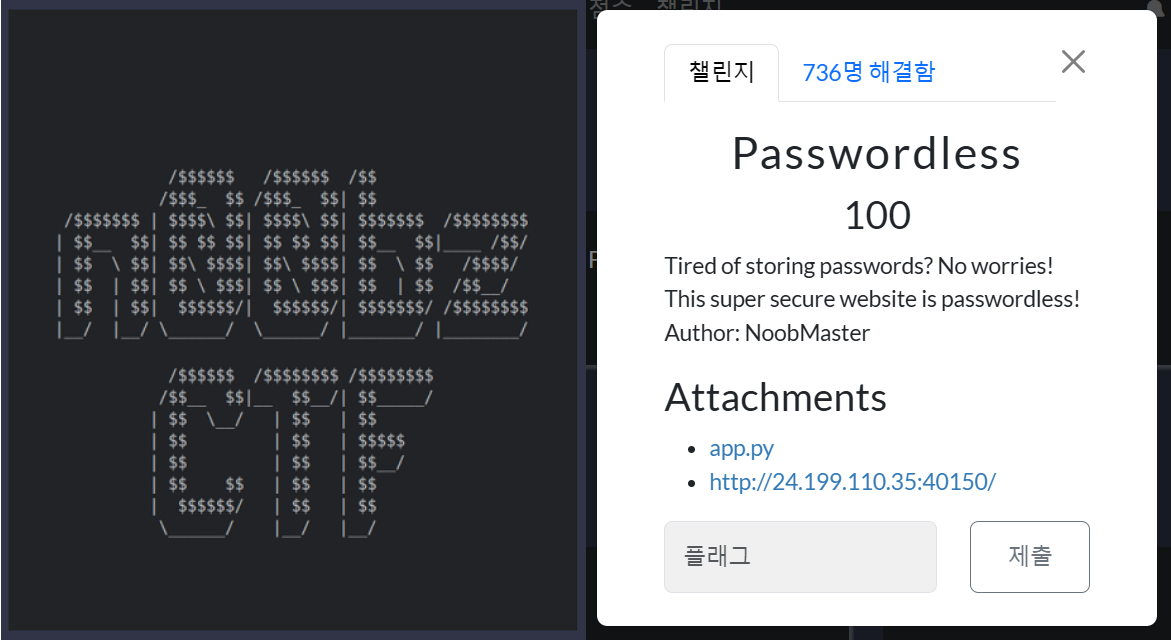 n00bz
CTF
챌린지
736명 해결함
Passwordless
100
Tired of storing passwords? No worries!
This super secure website is passwordless!
Author: NoobMaster
Attachments
app.py
http://24.199.110.35:40150/
플래그
제출